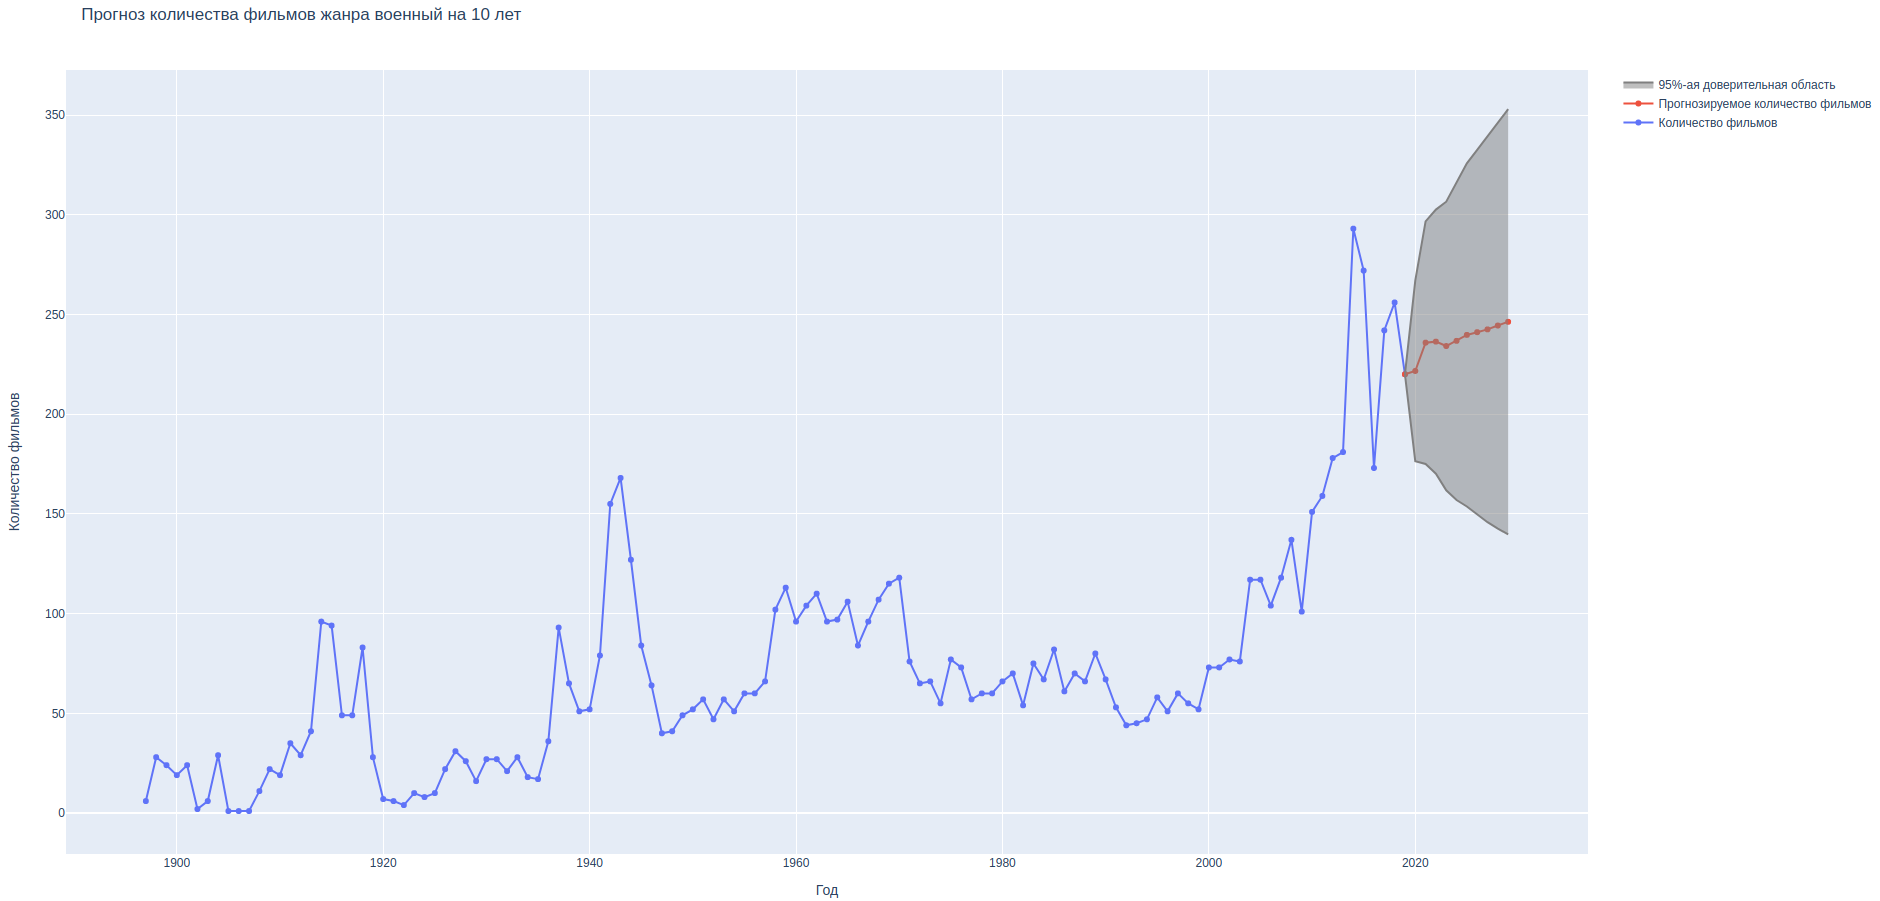 Прогноз количества фильмов жанра военный на 10 лет
95%-ая доверительная область
Прогнозируемое количество фильмов
Количество фильмов
Количество фильмов
350
300
250
200
150
100
50
0
1900
1920
1940
1960
1980
2000
2020
Год